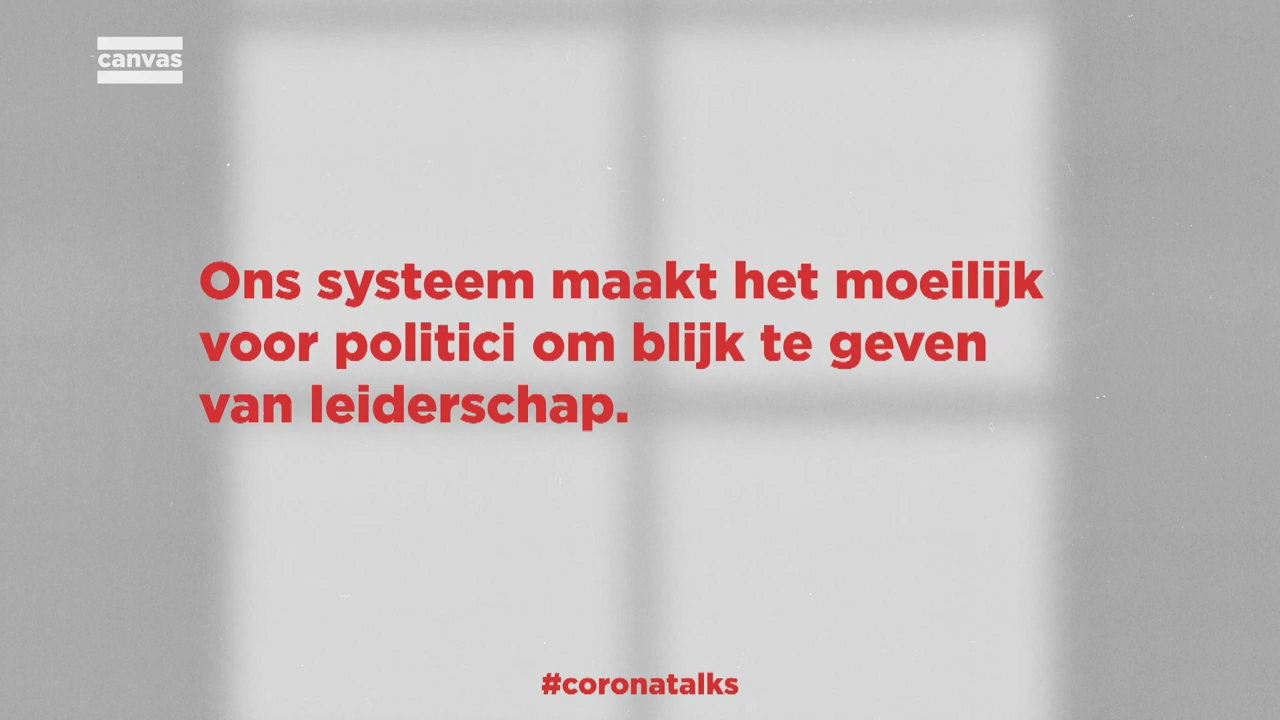 canvas
Ons systeem maakt het moeilijk
voor politici om blijk te geven
van leiderschap.
#coronatalks